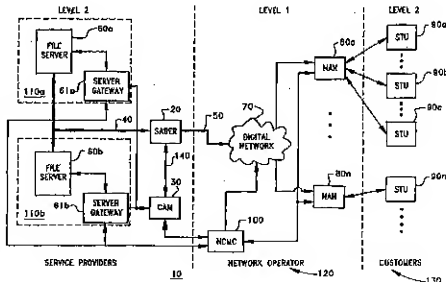 LEVEL 2
LEVEL 1
LEVEL 2
60a
FILE SERVER
110a
61a
SERVER GATEWAY
40
20
SABER
50
70
DIGITAL NETWORK
80a
MAN
90a
STU
90b
STU
90c
STU
60b
FILE SERVER
140
30
CAM
110b
61b
SERVER GATEWAY
100
NCMC
80n
MAN
90n
STU
SERVICE PROVIDERS
10
NETWORK OPERATOR
120
CUSTOMERS
130